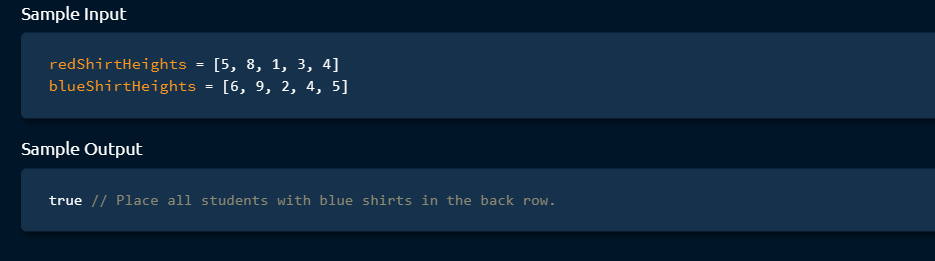 Sample Input
redShirtHeights = [5, 8, 1, 3, 4]
blueShirtHeights = [6, 9, 2, 4, 5]
Sample Output
true // Place all students with blue shirts in the back row.